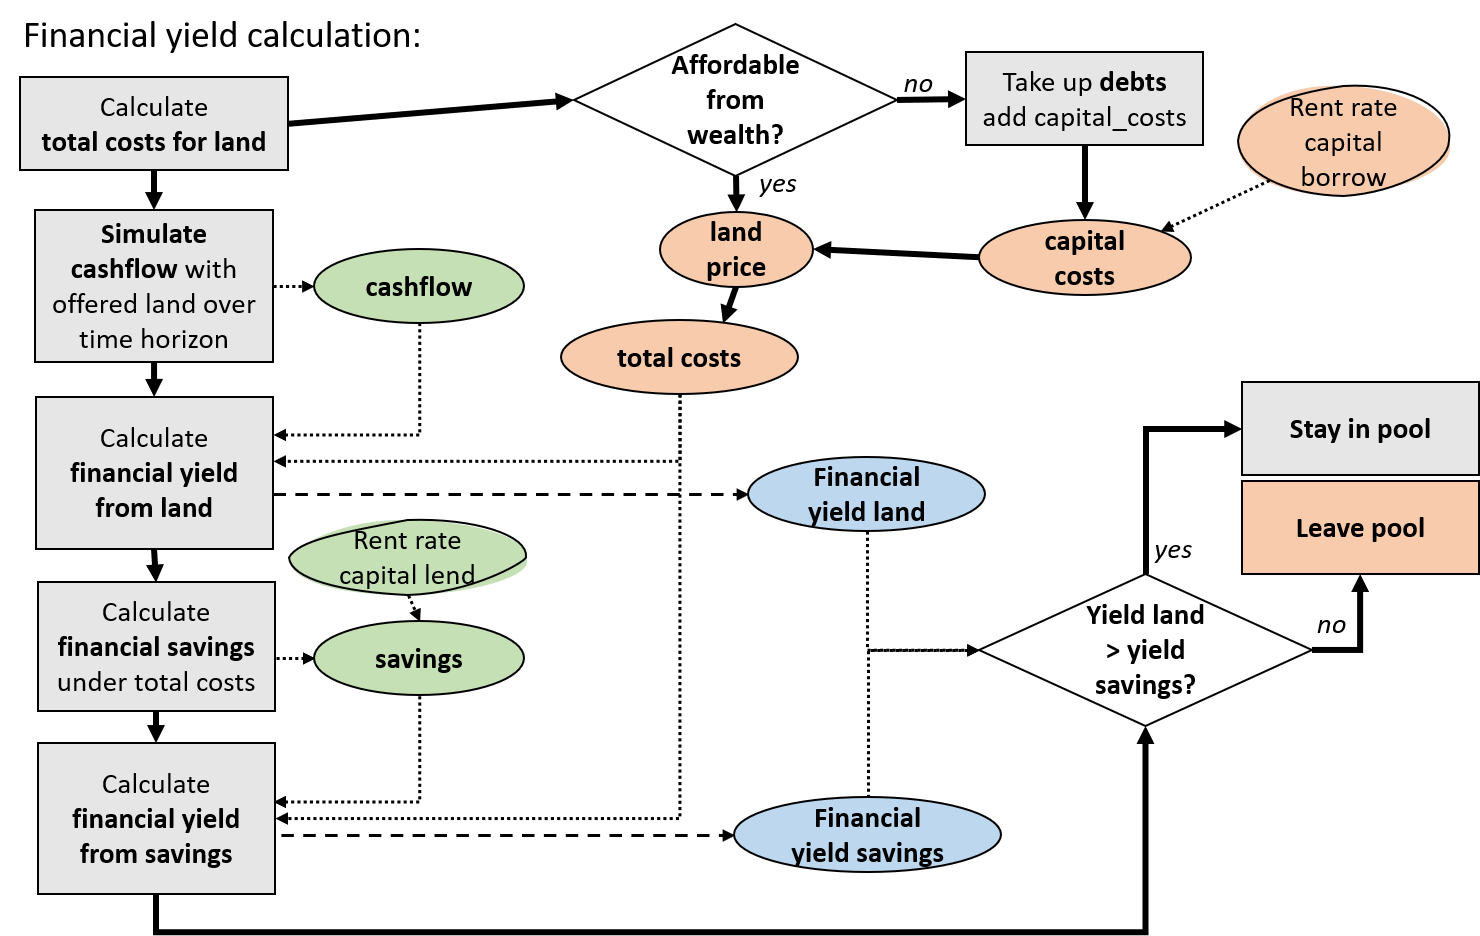 Financial yield calculation:
Calculate
total costs for land
Affordable
from
wealth?
no
yes
Take up debts
add capital_costs
Rent rate
capital
borrow
capital
costs
land
price
total costs
Simulate
cashflow with
offered land over
time horizon
cashflow
Calculate
financial yield
from land
Financial
yield land
Rent rate
capital lend
Calculate
financial savings
under total costs
savings
Calculate
financial yield
from savings
Financial
yield savings
Yield land
> yield
savings?
yes
no
Stay in pool
Leave pool